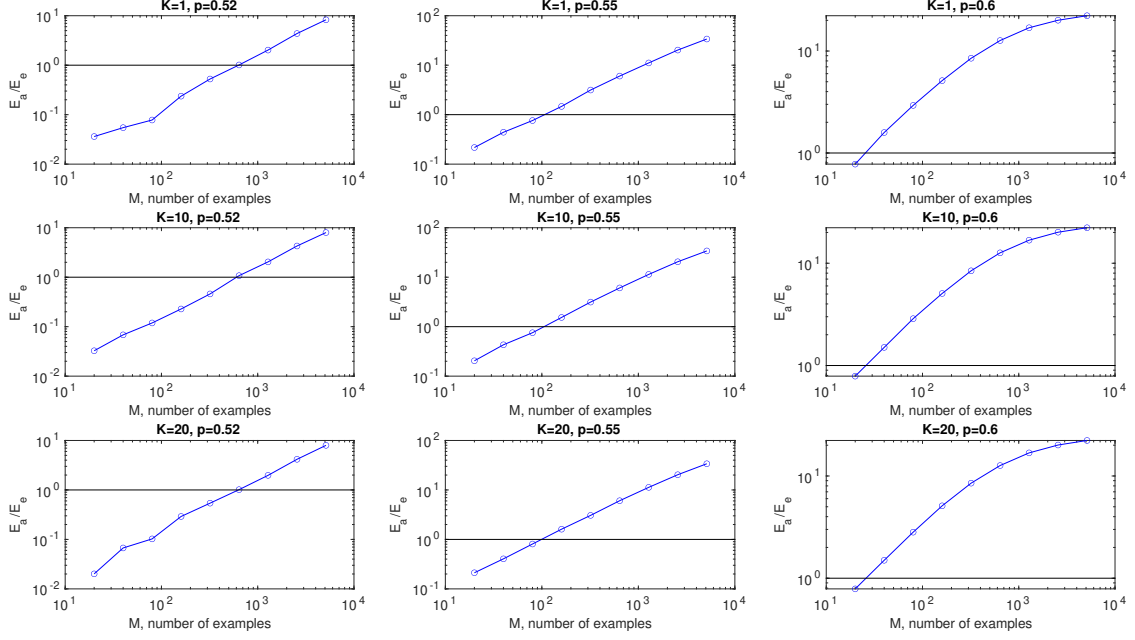 K=1, p=0.52
10^1
10^0
10^-1
10^-2
E_a/E_e
10^1 10^2 10^3 10^4
M, number of examples
K=1, p=0.55
10^2
10^1
10^0
10^-1
E_a/E_e
10^1 10^2 10^3 10^4
M, number of examples
K=1, p=0.6
10^1
10^0
E_a/E_e
10^1 10^2 10^3 10^4
M, number of examples
K=10, p=0.52
10^1
10^0
10^-1
10^-2
E_a/E_e
10^1 10^2 10^3 10^4
M, number of examples
K=10, p=0.55
10^2
10^1
10^0
10^-1
E_a/E_e
10^1 10^2 10^3 10^4
M, number of examples
K=10, p=0.6
10^1
10^0
E_a/E_e
10^1 10^2 10^3 10^4
M, number of examples
K=20, p=0.52
10^1
10^0
10^-1
10^-2
E_a/E_e
10^1 10^2 10^3 10^4
M, number of examples
K=20, p=0.55
10^2
10^1
10^0
10^-1
E_a/E_e
10^1 10^2 10^3 10^4
M, number of examples
K=20, p=0.6
10^1
10^0
E_a/E_e
10^1 10^2 10^3 10^4
M, number of examples